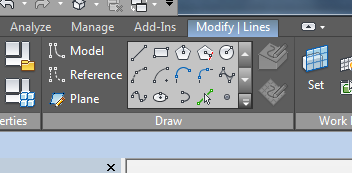 Analyze Manage Add-Ins Modify | Lines
Model
Reference
Plane
Set
erties Draw Work